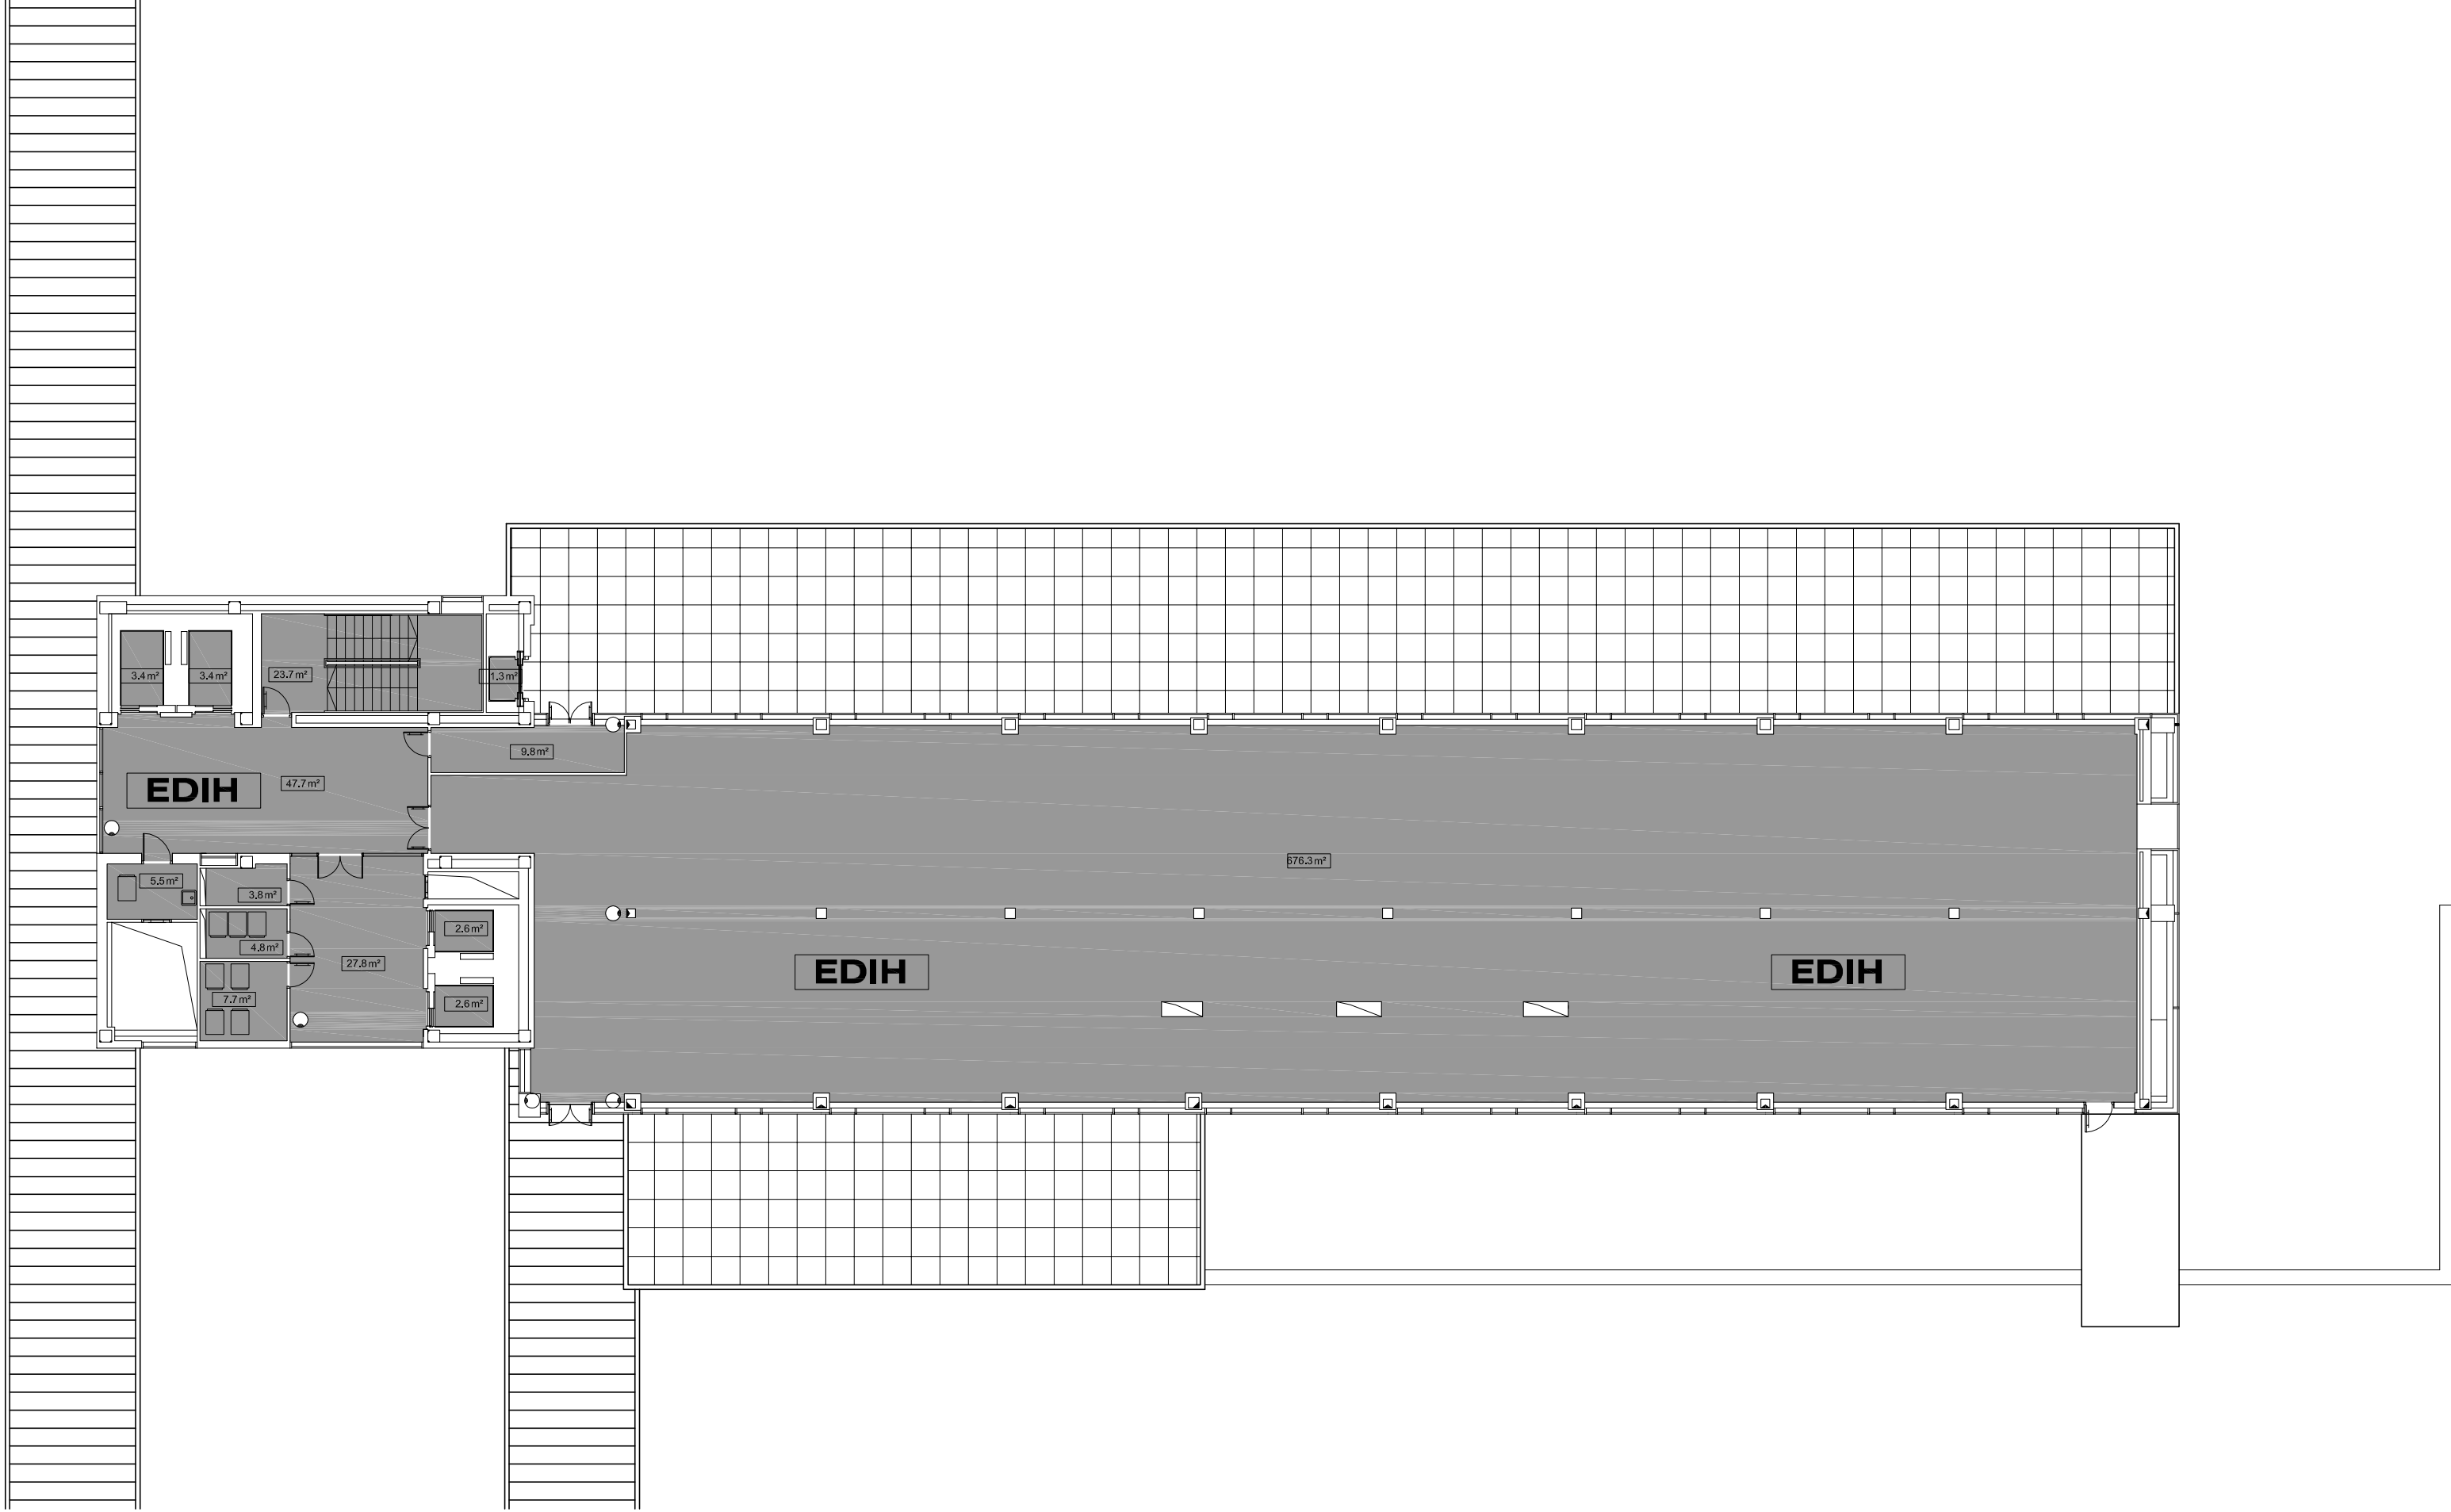 3.4 m²
3.4 m²
23.7 m²
1.3 m²
9.8 m²
EDIH
47.7 m²
676.3 m²
5.5 m²
3.8 m²
2.6 m²
4.8 m²
27.8 m²
EDIH
EDIH
7.7 m²
2.6 m²